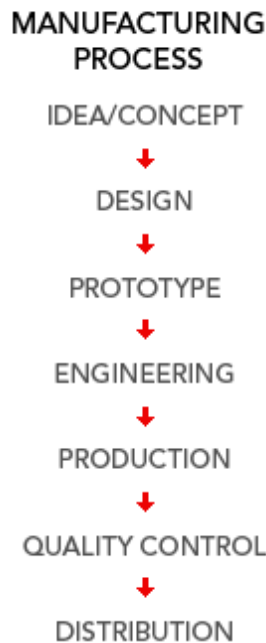 MANUFACTURING
PROCESS
IDEA/CONCEPT
DESIGN
PROTOTYPE
ENGINEERING
PRODUCTION
QUALITY CONTROL
DISTRIBUTION